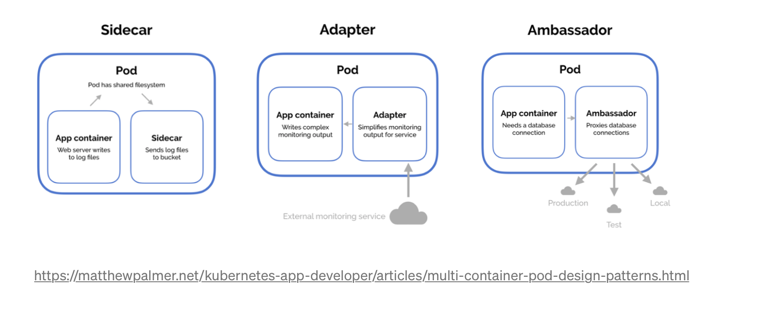 Sidecar
Pod
Pod has shared filesystem
App container
Web server writes
to log files
Sidecar
Sends log files
to bucket
Adapter
Pod
App container
Writes complex
monitoring output
Adapter
Simplifies monitoring
output for service
External monitoring service
Ambassador
Pod
App container
Needs a database
connection
Ambassador
Proxies database
connections
Production
Test
Local
https://matthewpalmer.net/kubernetes-app-developer/articles/multi-container-pod-design-patterns.html